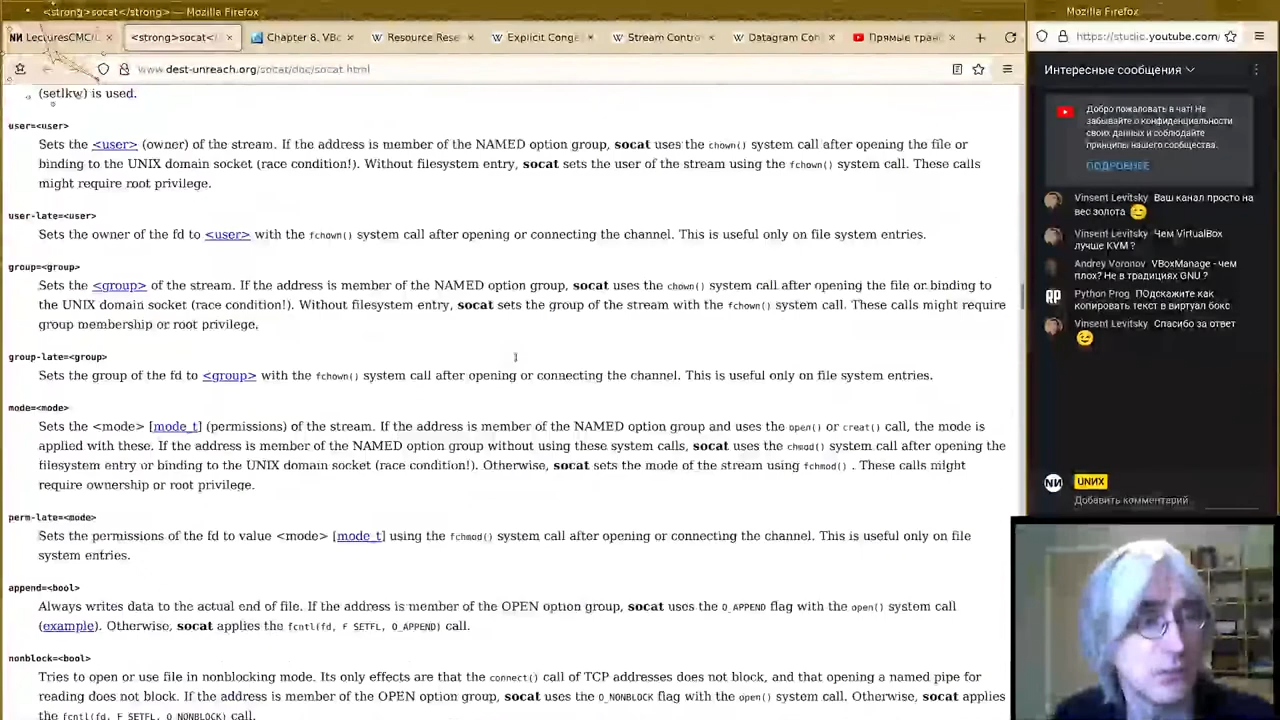 <strong>socat</strong> — Mozilla Firefox
Mozilla Firefox
LecturesCMC/L
<strong>socat</
Chapter 8. VBo
Resource Rese
Explicit Cong
Stream Contro
Datagram Con
Прямые тран
https://studio.youtube.com/
www.dest-unreach.org/socat/doc/socat.html
(setlkw) is used.
user=<user>
Sets the <user> (owner) of the stream. If the address is member of the NAMED option group, socat uses the chown() system call after opening the file or
binding to the UNIX domain socket (race condition!). Without filesystem entry, socat sets the user of the stream using the fchown() system call. These calls
might require root privilege.
user-late=<user>
Sets the owner of the fd to <user> with the fchown() system call after opening or connecting the channel. This is useful only on file system entries.
group=<group>
Sets the <group> of the stream. If the address is member of the NAMED option group, socat uses the chown() system call after opening the file or binding to
the UNIX domain socket (race condition!). Without filesystem entry, socat sets the group of the stream with the fchown() system call. These calls might require
group membership or root privilege.
group-late=<group>
Sets the group of the fd to <group> with the fchown() system call after opening or connecting the channel. This is useful only on file system entries.
mode=<mode>
Sets the <mode> [mode_t] (permissions) of the stream. If the address is member of the NAMED option group and uses the open() or creat() call, the mode is
applied with these. If the address is member of the NAMED option group without using these system calls, socat uses the chmod() system call after opening the
filesystem entry or binding to the UNIX domain socket (race condition!). Otherwise, socat sets the mode of the stream using fchmod() . These calls might
require ownership or root privilege.
perm-late=<mode>
Sets the permissions of the fd to value <mode> [mode_t] using the fchmod() system call after opening or connecting the channel. This is useful only on file
system entries.
append=<bool>
Always writes data to the actual end of file. If the address is member of the OPEN option group, socat uses the O_APPEND flag with the open() system call
(example). Otherwise, socat applies the fcntl(fd, F_SETFL, O_APPEND) call.
nonblock=<bool>
Tries to open or use file in nonblocking mode. Its only effects are that the connect() call of TCP addresses does not block, and that opening a named pipe for
reading does not block. If the address is member of the OPEN option group, socat uses the O_NONBLOCK flag with the open() system call. Otherwise, socat applies
the fcntl(fd, F_SETFL, O_NONBLOCK) call.
Интересные сообщения
Добро пожаловать в чат! Не
забывайте о конфиденциальности
своих данных и соблюдайте
принципы нашего сообщества.
ПОДРОБНЕЕ
Vinsent Levitsky Ваш канал просто на
вес золота
Vinsent Levitsky Чем VirtualBox
лучше KVM ?
Andrey Voronov VBoxManage - чем
плох? Не в традициях GNU ?
Python Prog ПОдскажите как
копировать текст в виртуал бокс
Vinsent Levitsky Спасибо за ответ
UNИX
Добавить комментарий